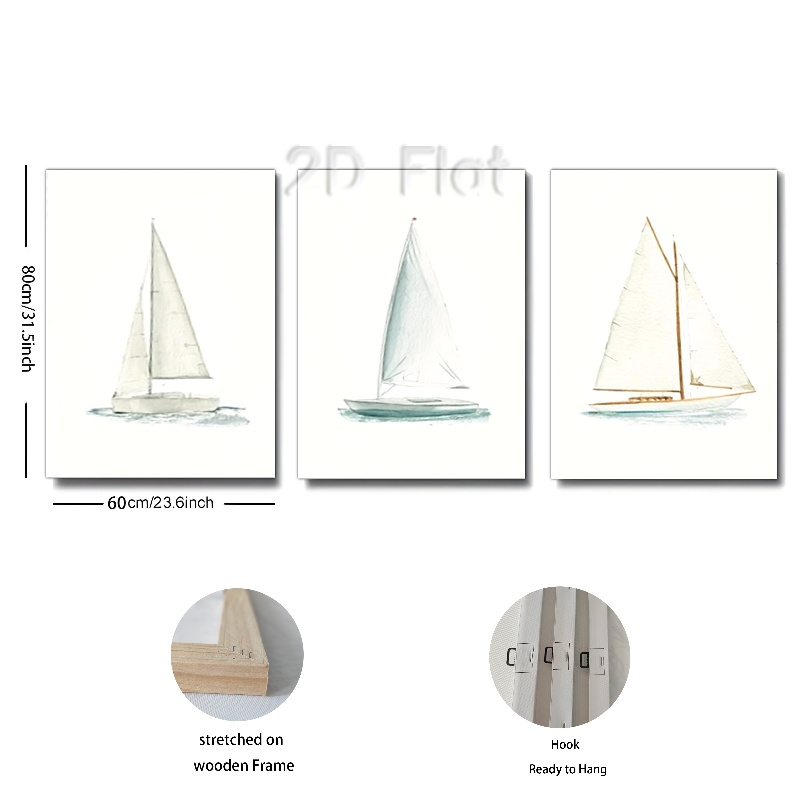 2D Flat
80cm/31.5inch
60cm/23.6inch
stretched on
wooden Frame
Hook
Ready to Hang